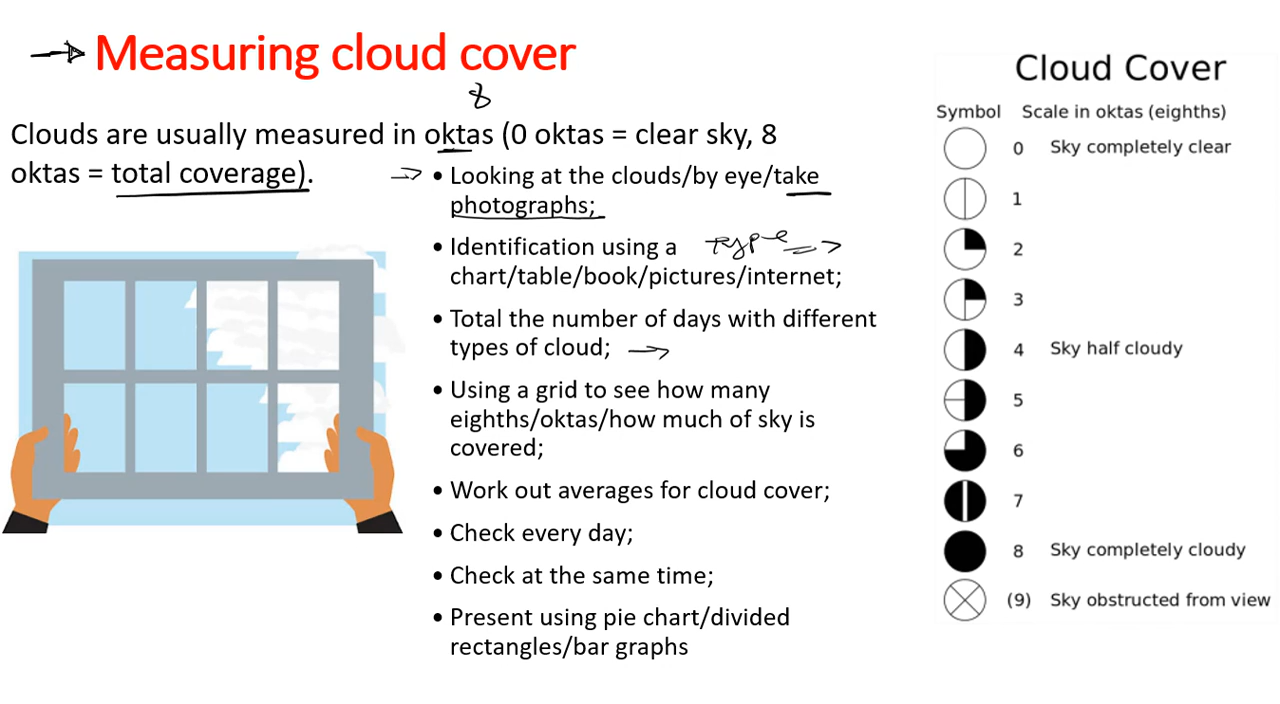 Measuring cloud cover
8
Clouds are usually measured in oktas (0 oktas = clear sky, 8
oktas = total coverage).
• Looking at the clouds/by eye/take
photographs;
• Identification using a type
chart/table/book/pictures/internet;
• Total the number of days with different
types of cloud;
• Using a grid to see how many
eighths/oktas/how much of sky is
covered;
• Work out averages for cloud cover;
• Check every day;
• Check at the same time;
• Present using pie chart/divided
rectangles/bar graphs
Cloud Cover
Symbol Scale in oktas (eighths)
0 Sky completely clear
1
2
3
4 Sky half cloudy
5
6
7
8 Sky completely cloudy
(9) Sky obstructed from view